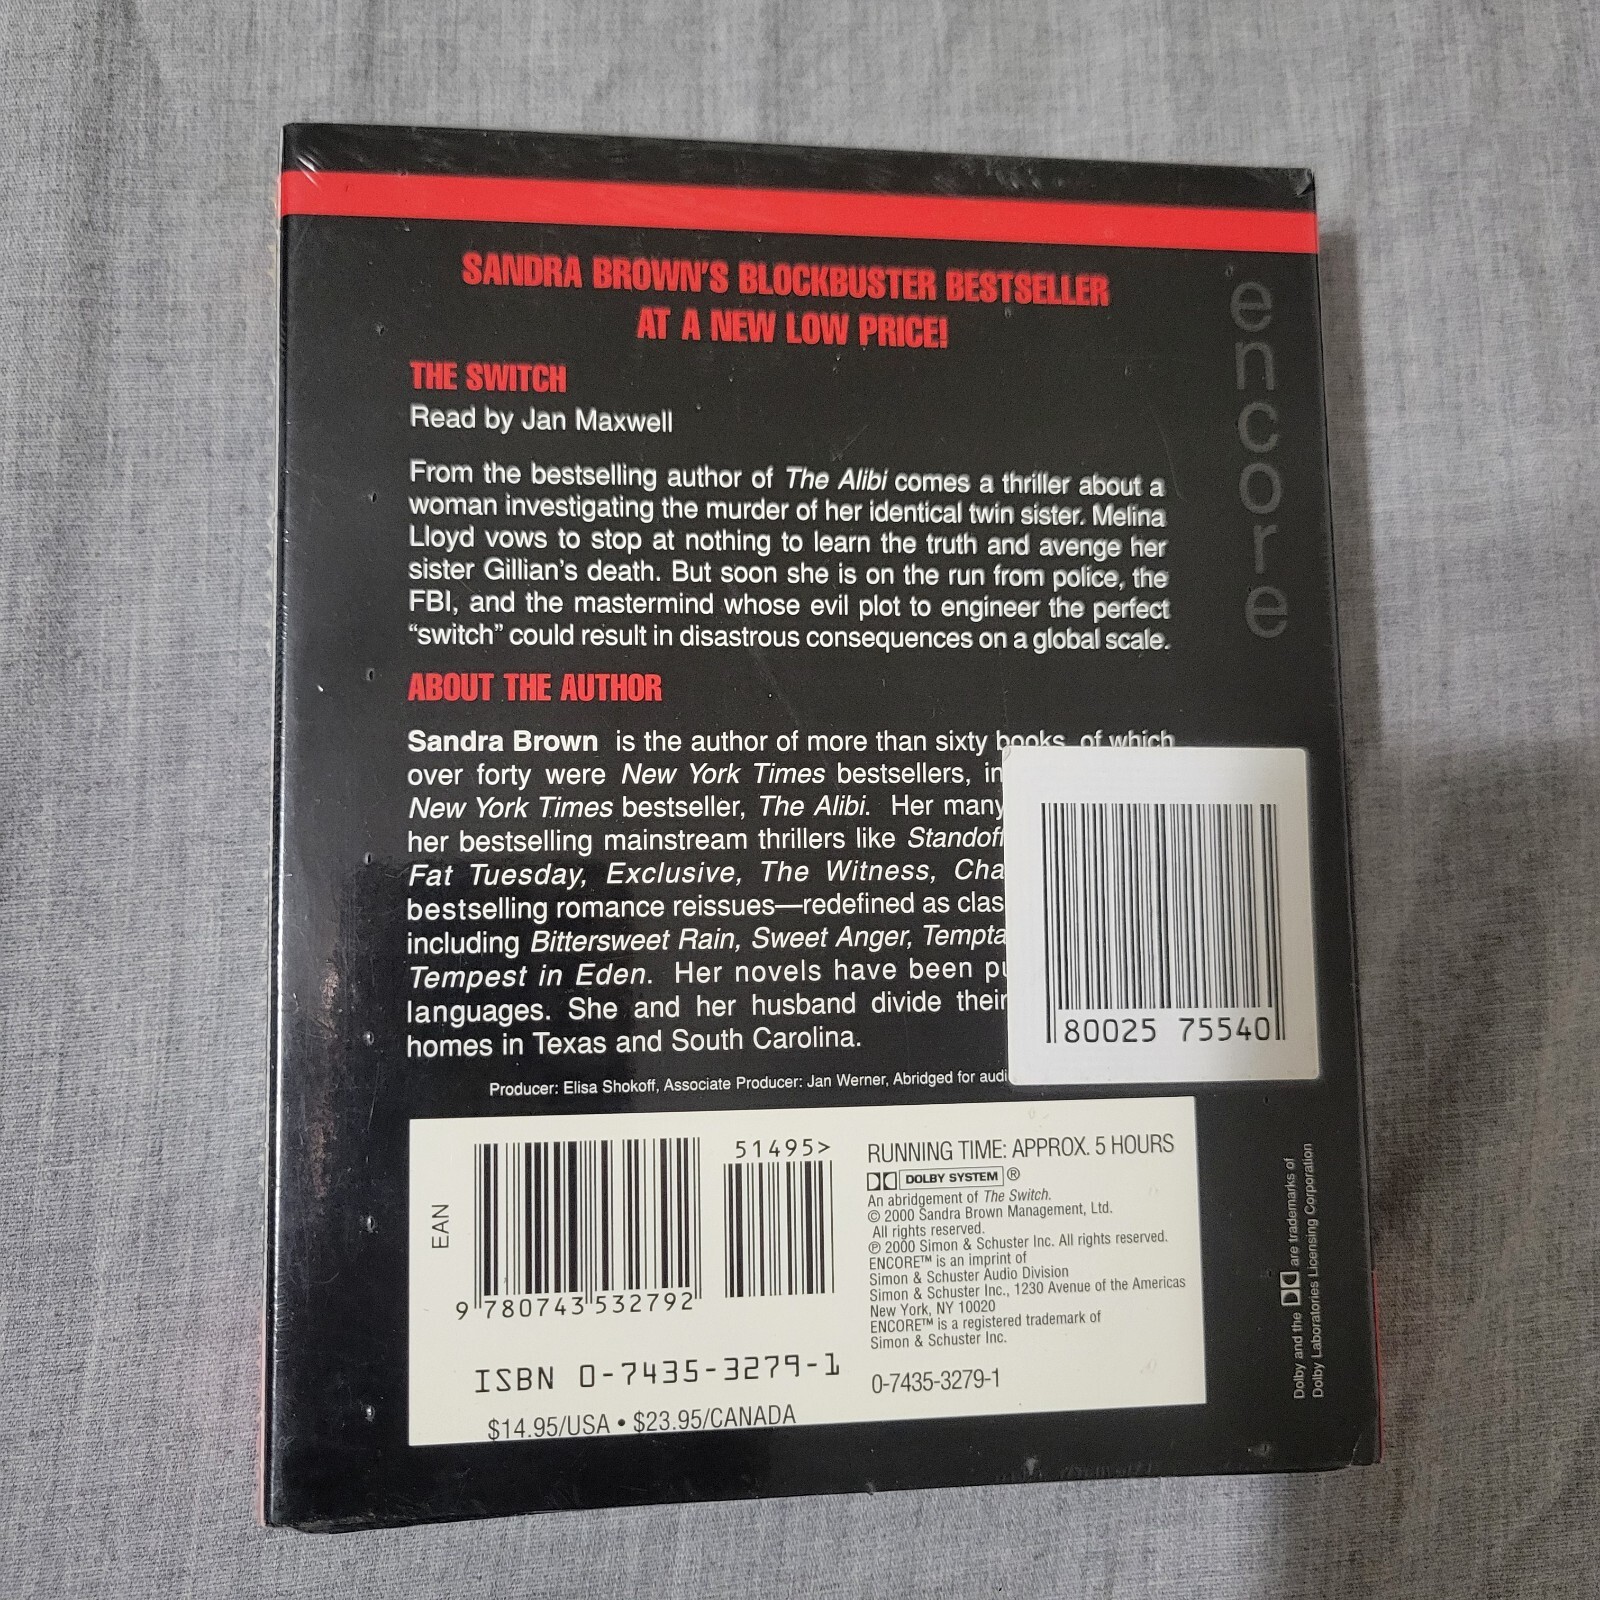 SANDRA BROWN'S BLOCKBUSTER BESTSELLER
AT A NEW LOW PRICE!
THE SWITCH
Read by Jan Maxwell
From the bestselling author of The Alibi comes a thriller about a
woman investigating the murder of her identical twin sister. Melina
Lloyd vows to stop at nothing to learn the truth and avenge her
sister Gillian's death. But soon she is on the run from police, the
FBI, and the mastermind whose evil plot to engineer the perfect
“switch” could result in disastrous consequences on a global scale.
ABOUT THE AUTHOR
Sandra Brown is the author of more than sixty books, of which
over forty were New York Times bestsellers, in
New York Times bestseller, The Alibi. Her many
her bestselling mainstream thrillers like Standoff
Fat Tuesday, Exclusive, The Witness, Cha
bestselling romance reissues—redefined as clas
including Bittersweet Rain, Sweet Anger, Tempta
Tempest in Eden. Her novels have been pu
languages. She and her husband divide their
homes in Texas and South Carolina.
Producer: Elisa Shokoff, Associate Producer: Jan Werner, Abridged for audi
encore
80025 75540
EAN
9 780743 532792
51495>
ISBN 0-7435-3279-1
$14.95/USA • $23.95/CANADA
RUNNING TIME: APPROX. 5 HOURS
DOLBY SYSTEM ®
An abridgement of The Switch.
© 2000 Sandra Brown Management, Ltd.
All rights reserved.
℗ 2000 Simon & Schuster Inc. All rights reserved.
ENCORE™ is an imprint of
Simon & Schuster Audio Division
Simon & Schuster Inc., 1230 Avenue of the Americas
New York, NY 10020
ENCORE™ is a registered trademark of
Simon & Schuster Inc.
0-7435-3279-1
Dolby and the are trademarks of
Dolby Laboratories Licensing Corporation